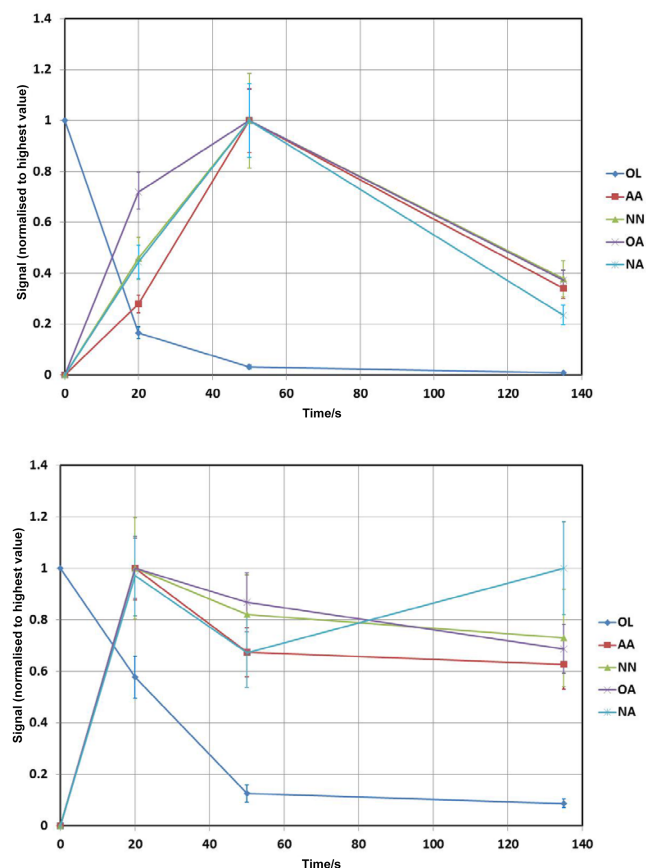 1.4
1.2
1
0.8
0.6
0.4
0.2
0
Signal (normalised to highest value)
0 20 40 60 80 100 120 140
Time/s
OL
AA
NN
OA
NA
1.4
1.2
1
0.8
0.6
0.4
0.2
0
Signal (normalised to highest value)
0 20 40 60 80 100 120 140
Time/s
OL
AA
NN
OA
NA